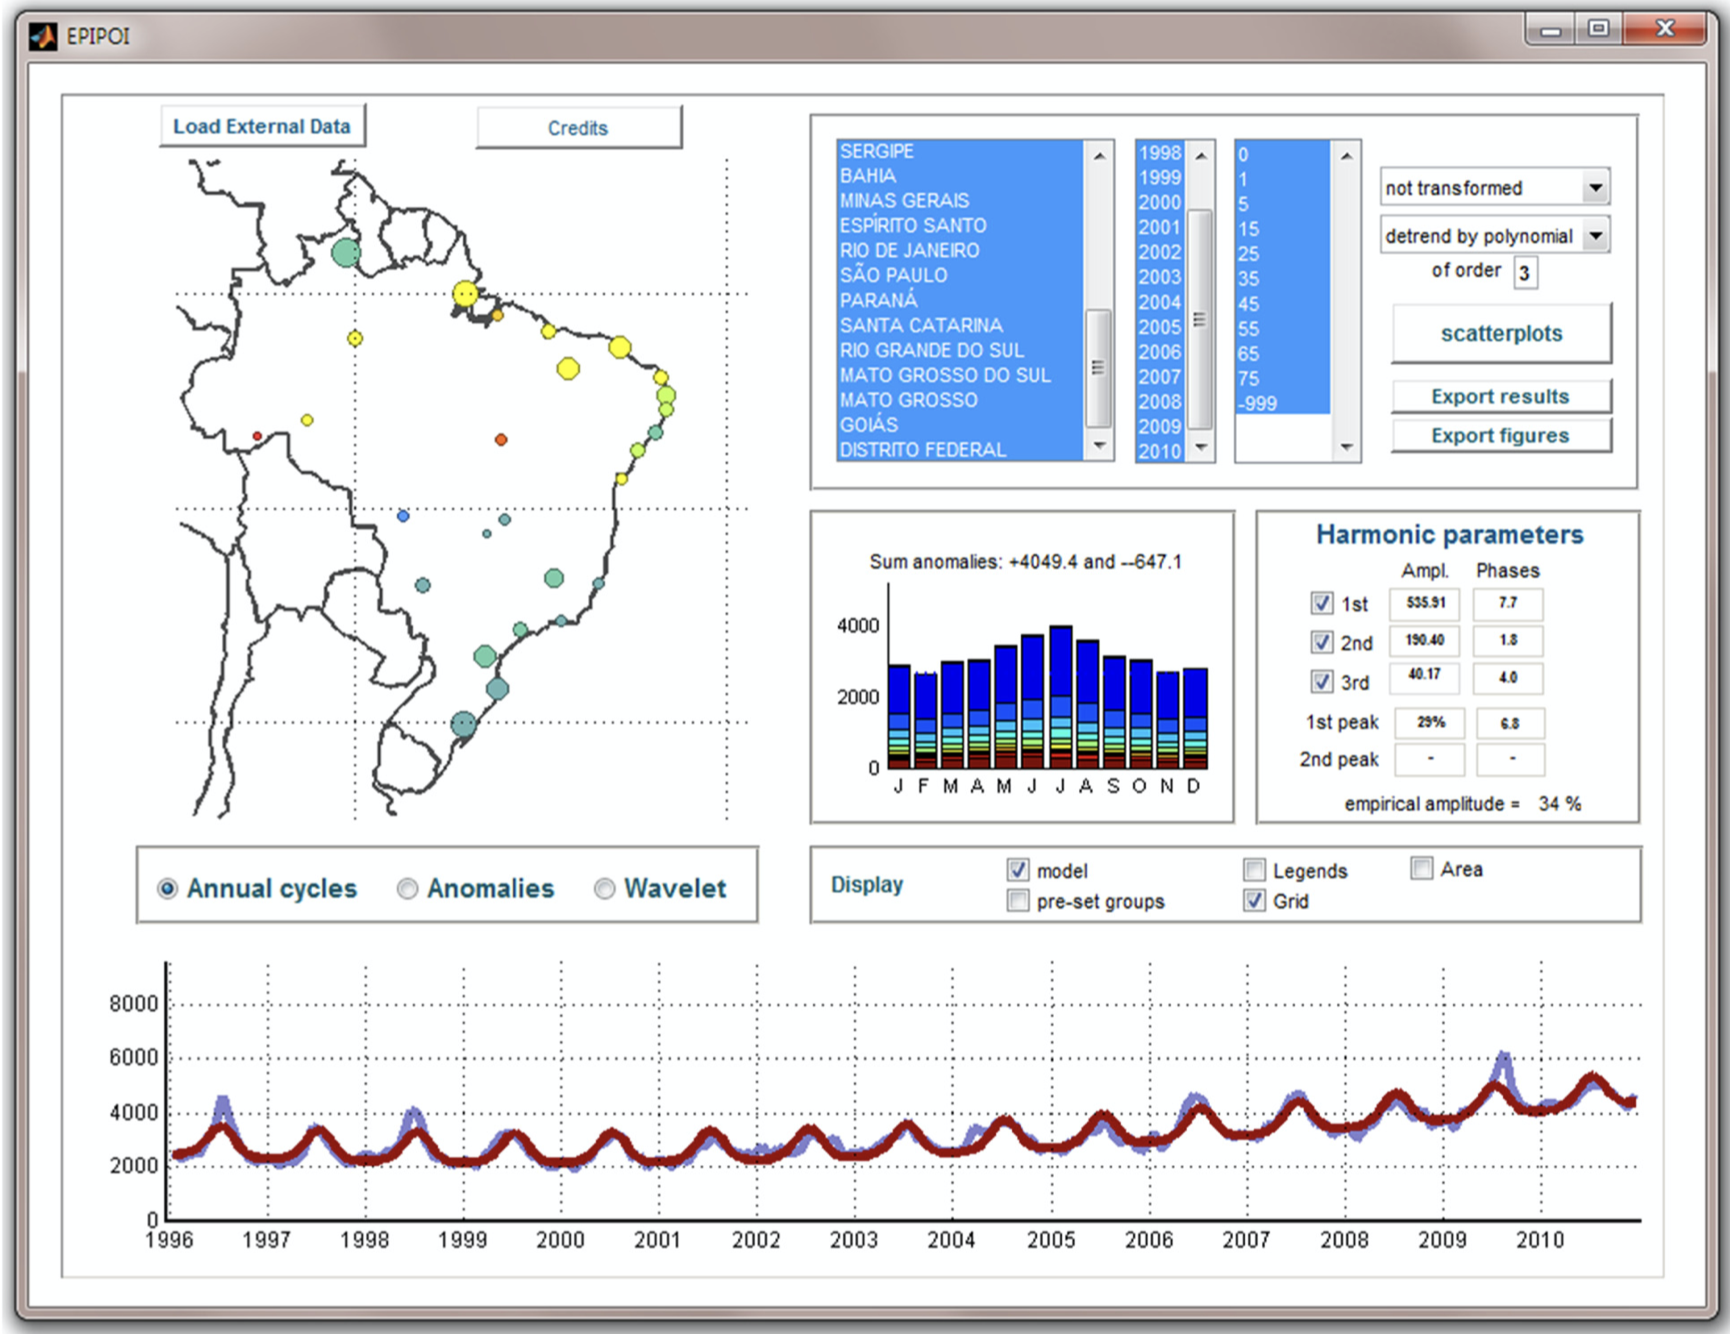 EPIPOI
Load External Data
Credits
SERGIPE
BAHIA
MINAS GERAIS
ESPÍRITO SANTO
RIO DE JANEIRO
SÃO PAULO
PARANÁ
SANTA CATARINA
RIO GRANDE DO SUL
MATO GROSSO DO SUL
MATO GROSSO
GOIÁS
DISTRITO FEDERAL
1998
1999
2000
2001
2002
2003
2004
2005
2006
2007
2008
2009
2010
0
1
5
15
25
35
45
55
65
75
-999
not transformed
detrend by polynomial
of order 3
scatterplots
Export results
Export figures
Sum anomalies: +4049.4 and --647.1
4000
2000
0
J F M A M J J A S O N D
Harmonic parameters
Ampl. Phases
1st 535.91 7.7
2nd 190.40 1.8
3rd 40.17 4.0
1st peak 29% 6.8
2nd peak - -
empirical amplitude = 34 %
Annual cycles Anomalies Wavelet
Display
model
pre-set groups
Legends
Grid
Area
8000
6000
4000
2000
0
1996 1997 1998 1999 2000 2001 2002 2003 2004 2005 2006 2007 2008 2009 2010